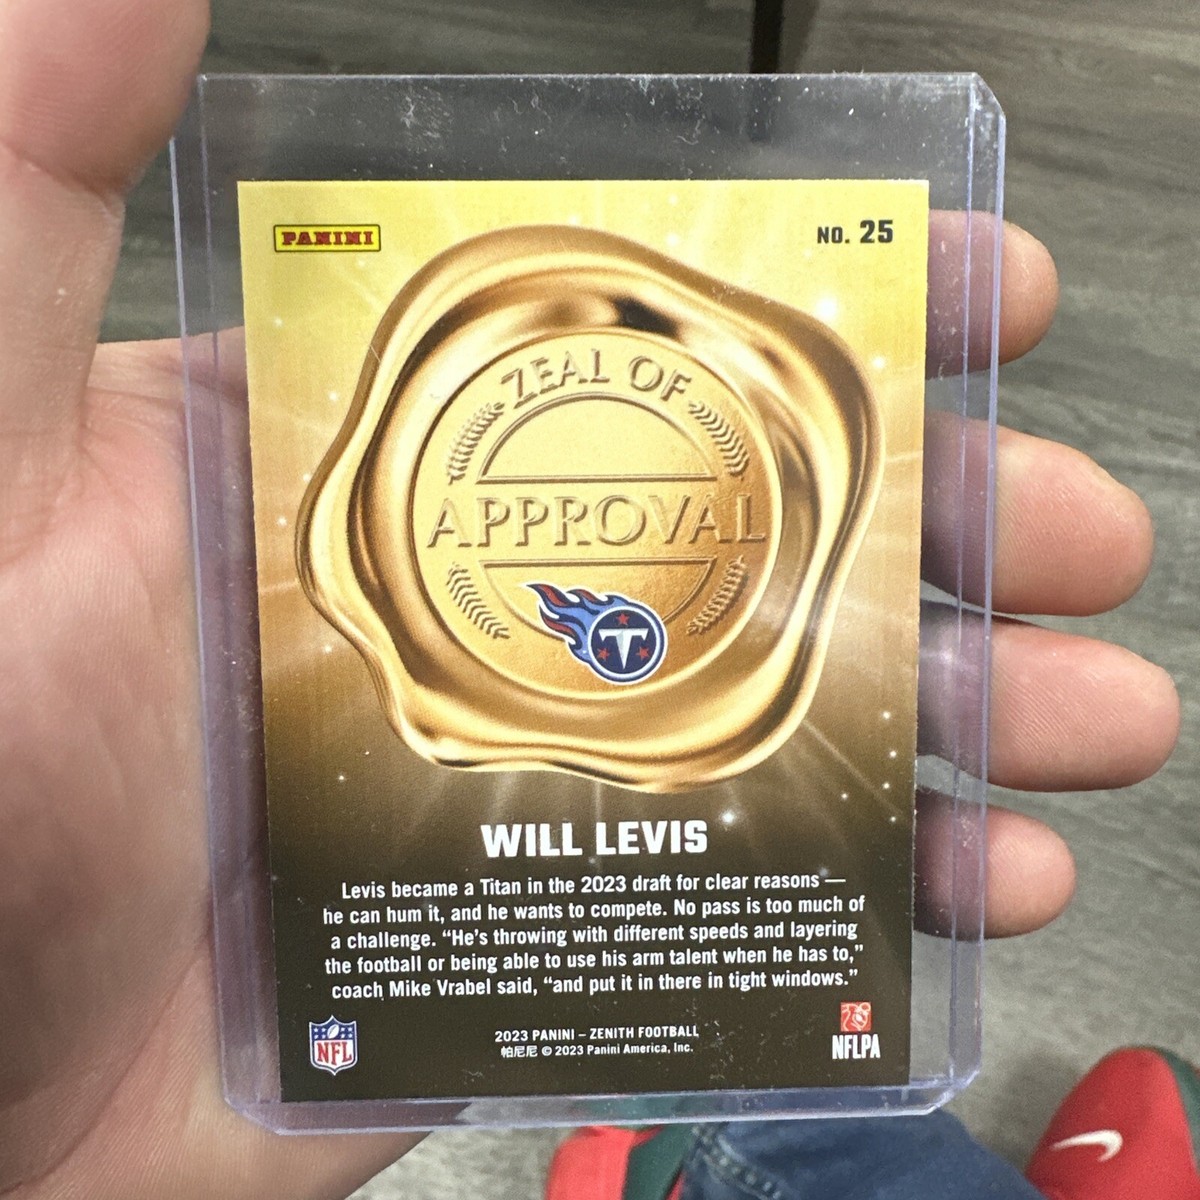 PANINI
NO. 25
ZEAL OF
APPROVAL
T
WILL LEVIS
Levis became a Titan in the 2023 draft for clear reasons —
he can hum it, and he wants to compete. No pass is too much of
a challenge. “He’s throwing with different speeds and layering
the football or being able to use his arm talent when he has to,”
coach Mike Vrabel said, “and put it in there in tight windows.”
NFL
2023 PANINI – ZENITH FOOTBALL
帕尼尼 © 2023 Panini America, Inc.
NFLPA